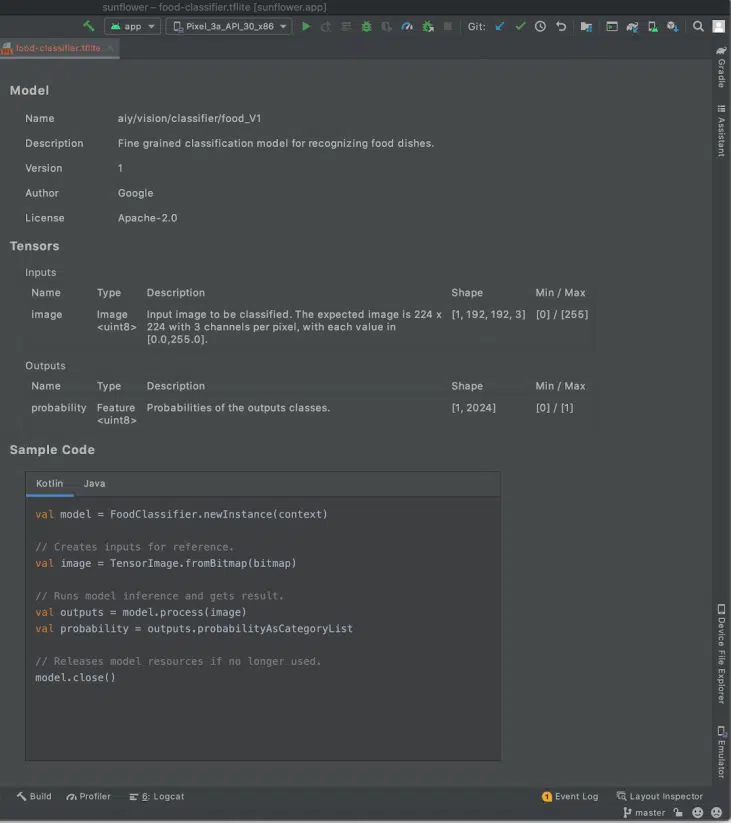 sunflower – food-classifier.tflite [sunflower.app]
app
Pixel_3a_API_30_x86
Git:
food-classifier.tflite
Gradle
Assistant
Model
Name aiy/vision/classifier/food_V1
Description Fine grained classification model for recognizing food dishes.
Version 1
Author Google
License Apache-2.0
Tensors
Inputs
Name Type Description Shape Min / Max
image Image Input image to be classified. The expected image is 224 x [1, 192, 192, 3] [0] / [255]
<uint8> 224 with 3 channels per pixel, with each value in
[0.0,255.0].
Outputs
Name Type Description Shape Min / Max
probability Feature Probabilities of the outputs classes. [1, 2024] [0] / [1]
<uint8>
Sample Code
Kotlin Java
val model = FoodClassifier.newInstance(context)
// Creates inputs for reference.
val image = TensorImage.fromBitmap(bitmap)
// Runs model inference and gets result.
val outputs = model.process(image)
val probability = outputs.probabilityAsCategoryList
// Releases model resources if no longer used.
model.close()
Device File Explorer
Emulator
Build Profiler 6: Logcat 1 Event Log Layout Inspector
master